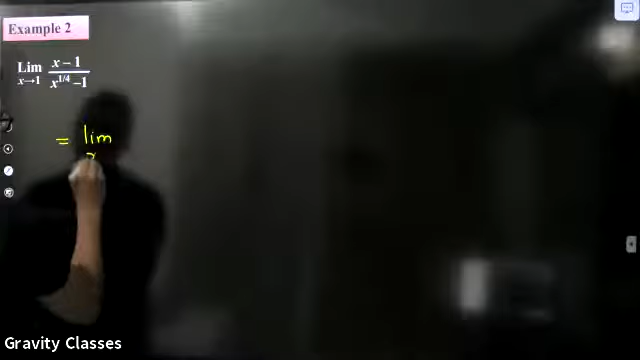 Example 2
Lim x→1 (x – 1)/(x^{1/4} – 1)
= lim
Gravity Classes